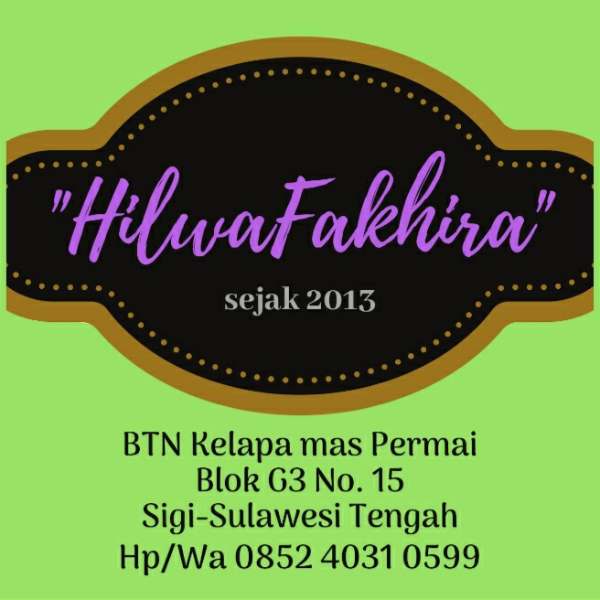 "HilwaFakhira"
sejak 2013
BTN Kelapa mas Permai
Blok G3 No. 15
Sigi-Sulawesi Tengah
Hp/Wa 0852 4031 0599